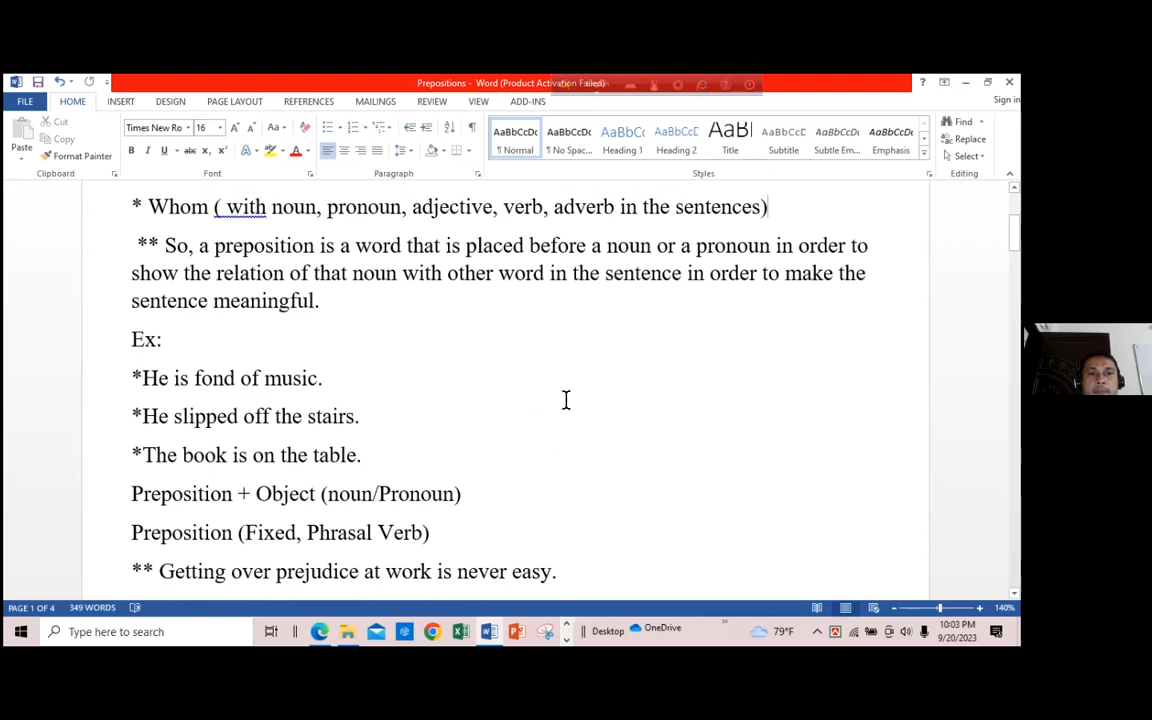 Prepositions - Word (Product Activation Failed)
Sign in
FILE HOME INSERT DESIGN PAGE LAYOUT REFERENCES MAILINGS REVIEW VIEW ADD-INS
Paste
Cut
Copy
Format Painter
Clipboard
Times New Ro 16
Font
Paragraph
AaBbCcDc AaBbCcDc AaBbCc AaBbCcD AaBl AaBbCcD AaBbCcDc AaBbCcDc
¶ Normal ¶ No Spac... Heading 1 Heading 2 Title Subtitle Subtle Em... Emphasis
Styles
Find
Replace
Select
Editing
* Whom ( with noun, pronoun, adjective, verb, adverb in the sentences)
** So, a preposition is a word that is placed before a noun or a pronoun in order to
show the relation of that noun with other word in the sentence in order to make the
sentence meaningful.
Ex:
*He is fond of music.
*He slipped off the stairs.
*The book is on the table.
Preposition + Object (noun/Pronoun)
Preposition (Fixed, Phrasal Verb)
** Getting over prejudice at work is never easy.
PAGE 1 OF 4 349 WORDS 140%
Type here to search
Desktop OneDrive
79°F
10:03 PM
9/20/2023